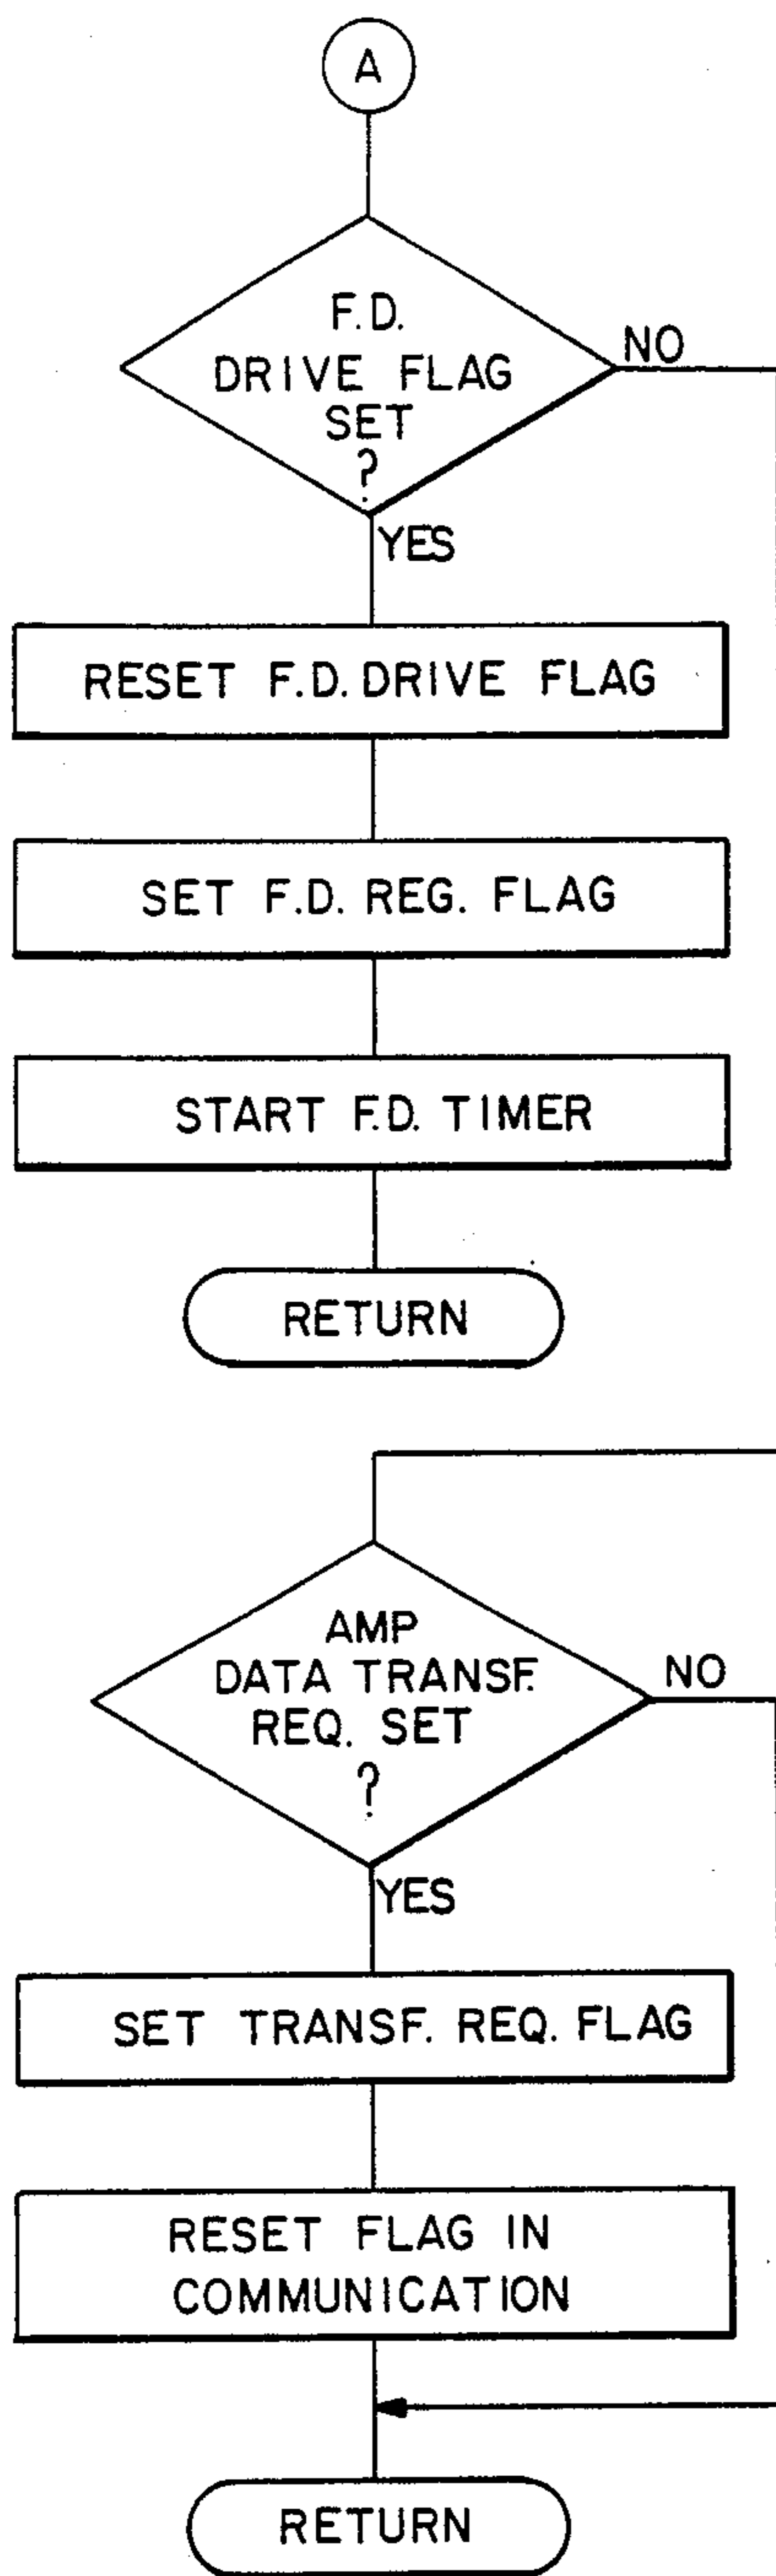 A
F.D.
DRIVE FLAG
SET
?
NO
YES
RESET F.D. DRIVE FLAG
SET F.D. REG. FLAG
START F.D. TIMER
RETURN
AMP
DATA TRANSF.
REQ. SET
?
NO
YES
SET TRANSF. REQ. FLAG
RESET FLAG IN
COMMUNICATION
RETURN